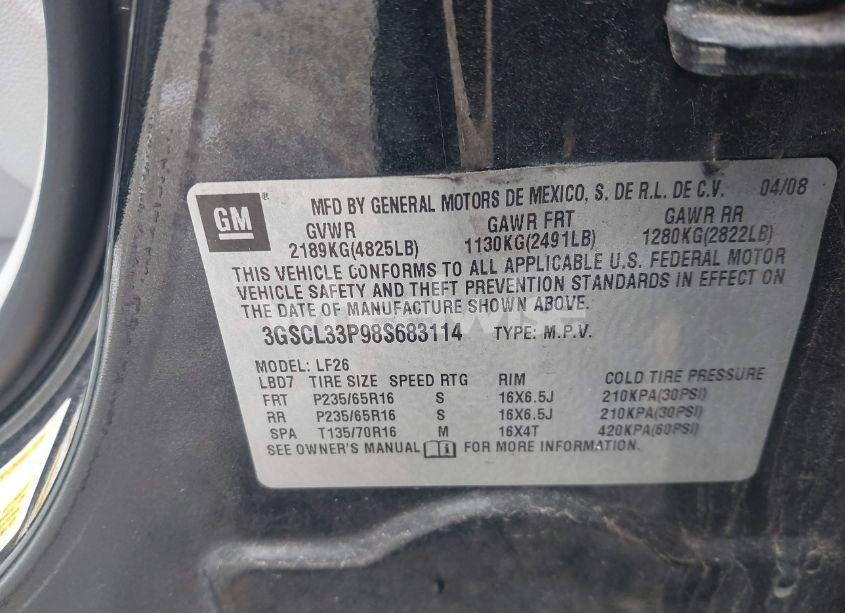 GM ® MFD BY GENERAL MOTORS DE MEXICO, S. DE R.L. DE C.V. 04/08
GVWR GAWR FRT GAWR RR
2189KG(4825LB) 1130KG(2491LB) 1280KG(2822LB)
THIS VEHICLE CONFORMS TO ALL APPLICABLE U.S. FEDERAL MOTOR
VEHICLE SAFETY AND THEFT PREVENTION STANDARDS IN EFFECT ON
THE DATE OF MANUFACTURE SHOWN ABOVE.
3GSCL33P98S683114 TYPE: M.P.V.
MODEL: LF26
LBD7 TIRE SIZE SPEED RTG RIM COLD TIRE PRESSURE
FRT P235/65R16 S 16X6.5J 210KPA(30PSI)
RR P235/65R16 S 16X6.5J 210KPA(30PSI)
SPA T135/70R16 M 16X4T 420KPA(60PSI)
SEE OWNER'S MANUAL FOR MORE INFORMATION.